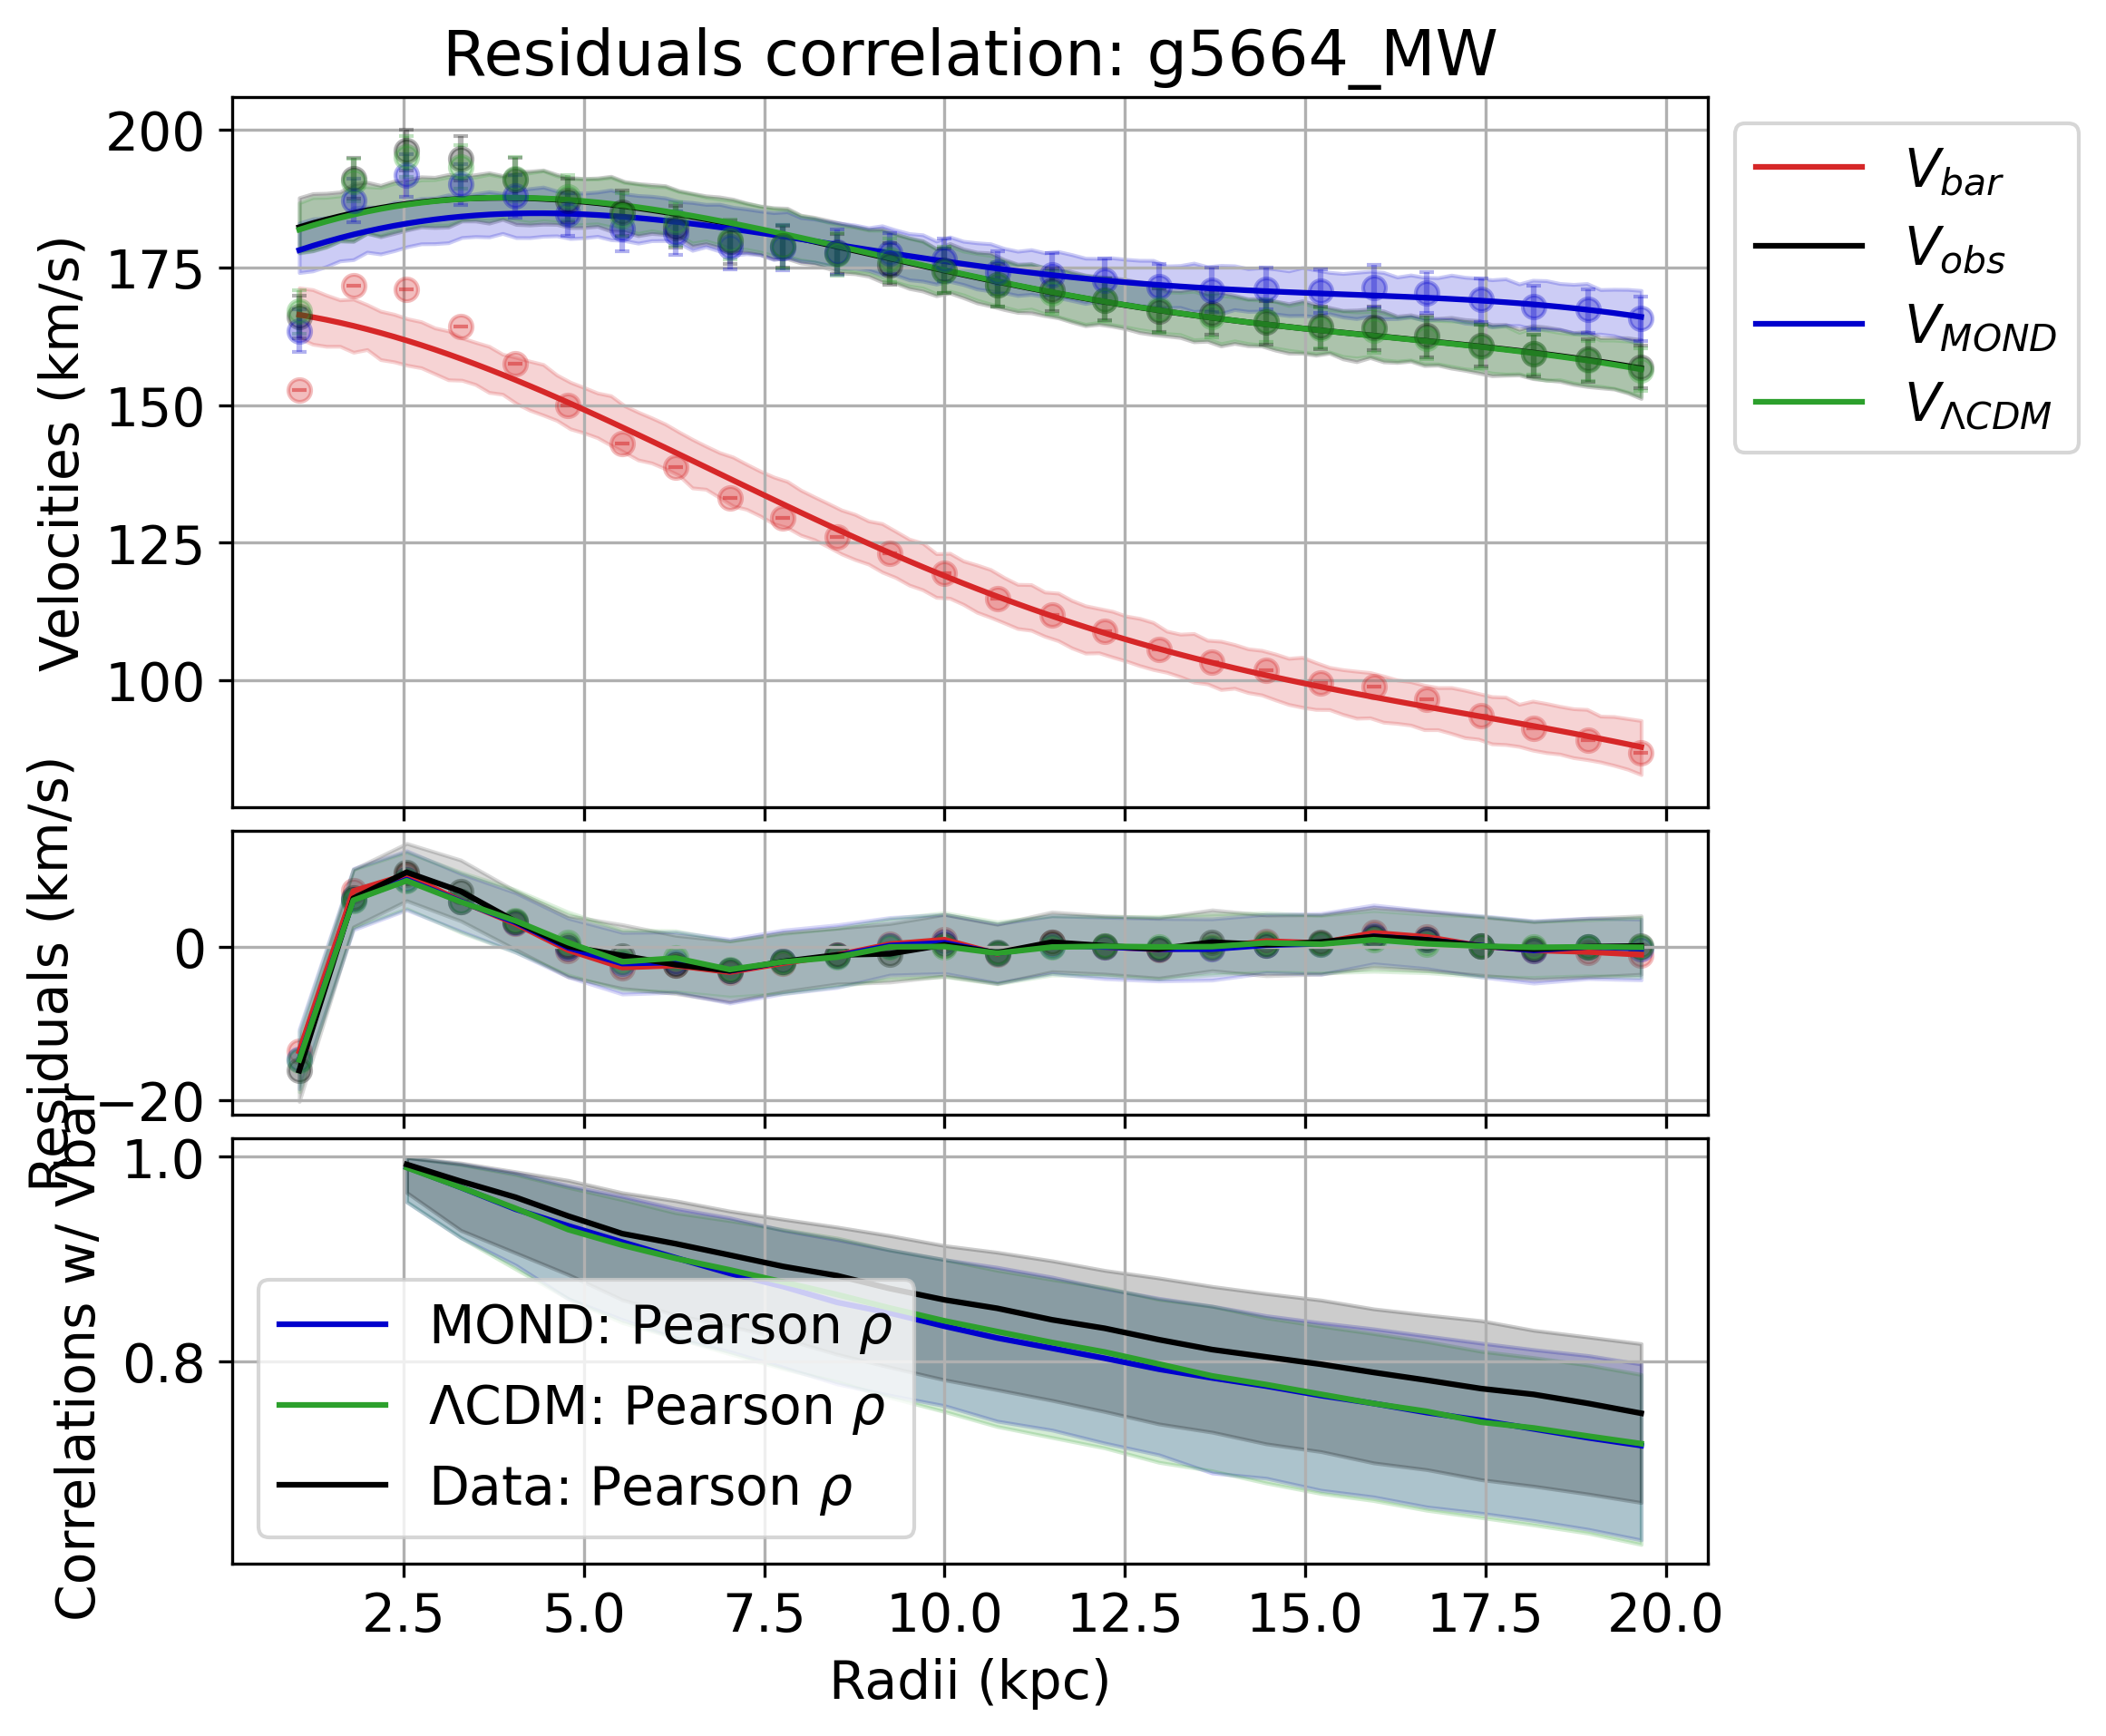 Residuals correlation: g5664_MW
Velocities (km/s)
200
175
150
125
100
V_bar
V_obs
V_MOND
V_ΛCDM
Residuals (km/s)
0
−20
Correlations w/ Vbar
1.0
0.8
MOND: Pearson ρ
ΛCDM: Pearson ρ
Data: Pearson ρ
2.5 5.0 7.5 10.0 12.5 15.0 17.5 20.0
Radii (kpc)